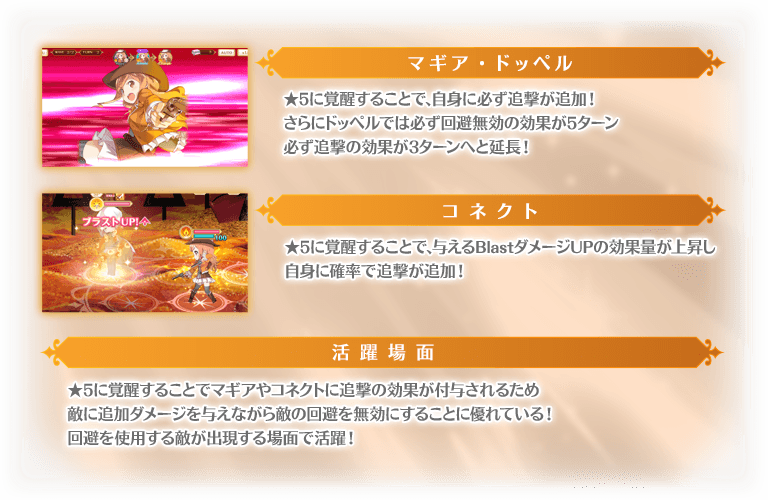 マギア・ドッペル
★5に覚醒することで、自身に必ず追撃が追加!
さらにドッペルでは必ず回避無効の効果が5ターン
必ず追撃の効果が3ターンへと延長!
ブラストUP!
コネクト
★5に覚醒することで、与えるBlastダメージUPの効果量が上昇し
自身に確率で追撃が追加!
活躍場面
★5に覚醒することでマギアやコネクトに追撃の効果が付与されるため
敵に追加ダメージを与えながら敵の回避を無効にすることに優れている!
回避を使用する敵が出現する場面で活躍!